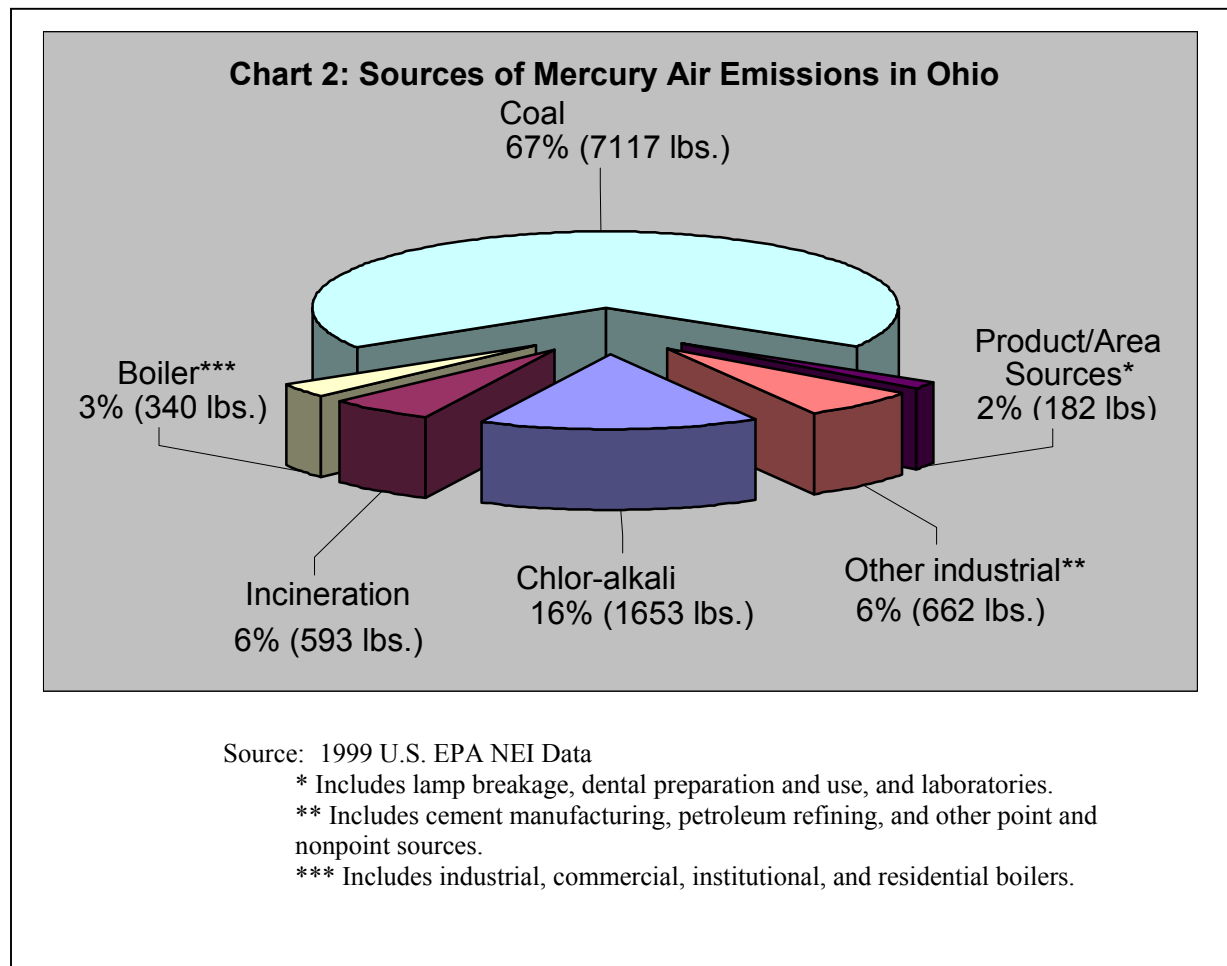 Chart 2: Sources of Mercury Air Emissions in Ohio
Coal
67% (7117 lbs.)
Product/Area
Sources*
2% (182 lbs)
Boiler***
3% (340 lbs.)
Incineration
6% (593 lbs.)
Chlor-alkali
16% (1653 lbs.)
Other industrial**
6% (662 lbs.)
Source: 1999 U.S. EPA NEI Data
* Includes lamp breakage, dental preparation and use, and laboratories.
** Includes cement manufacturing, petroleum refining, and other point and
nonpoint sources.
*** Includes industrial, commercial, institutional, and residential boilers.